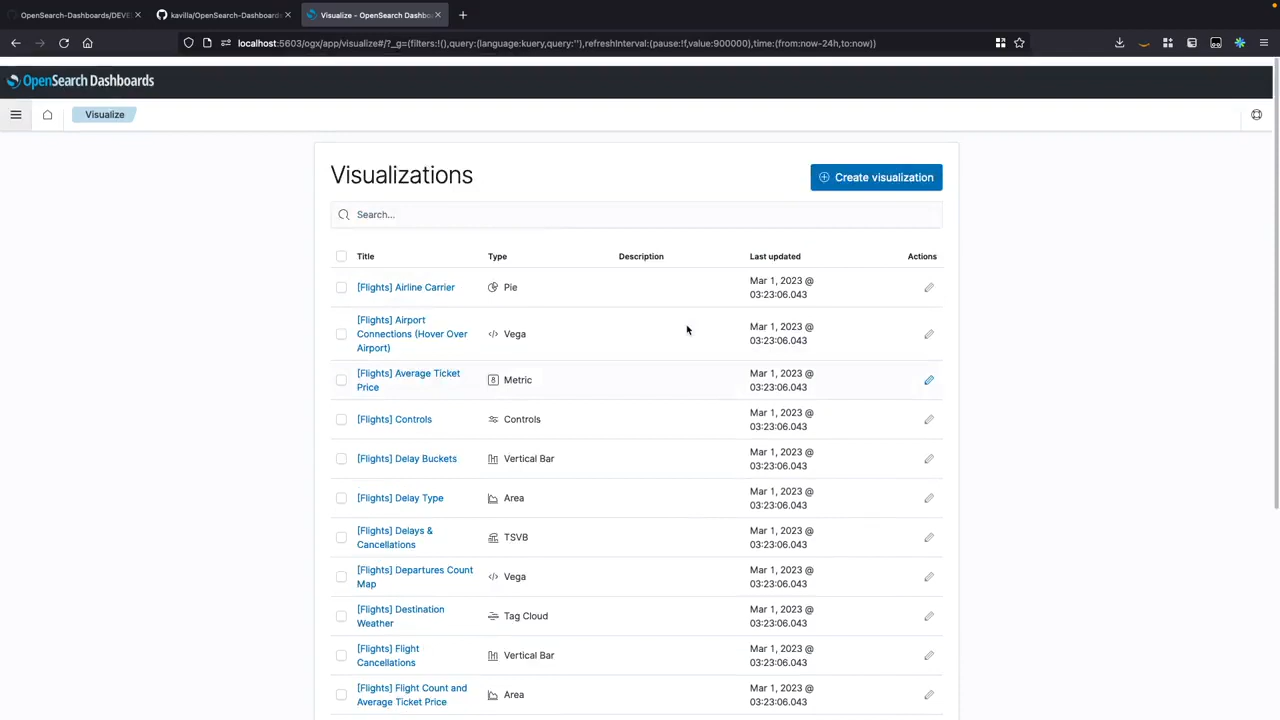 OpenSearch-Dashboards/DEVE
kavilla/OpenSearch-Dashboards
Visualize - OpenSearch Dashbo
localhost:5603/ogx/app/visualize#/?_g=(filters:!(),query:(language:kuery,query:''),refreshInterval:(pause:!f,value:900000),time:(from:now-24h,to:now))
OpenSearch Dashboards
Visualize
Visualizations
Create visualization
Search...
Title Type Description Last updated Actions
[Flights] Airline Carrier Pie Mar 1, 2023 @
03:23:06.043
[Flights] Airport
Connections (Hover Over
Airport)
Vega
Mar 1, 2023 @
03:23:06.043
[Flights] Average Ticket
Price
8 Metric
Mar 1, 2023 @
03:23:06.043
[Flights] Controls Controls Mar 1, 2023 @
03:23:06.043
[Flights] Delay Buckets Vertical Bar Mar 1, 2023 @
03:23:06.043
[Flights] Delay Type Area Mar 1, 2023 @
03:23:06.043
[Flights] Delays &
Cancellations
TSVB
Mar 1, 2023 @
03:23:06.043
[Flights] Departures Count
Map
Vega
Mar 1, 2023 @
03:23:06.043
[Flights] Destination
Weather
Tag Cloud
Mar 1, 2023 @
03:23:06.043
[Flights] Flight
Cancellations
Vertical Bar
Mar 1, 2023 @
03:23:06.043
[Flights] Flight Count and
Average Ticket Price
Area
Mar 1, 2023 @
03:23:06.043